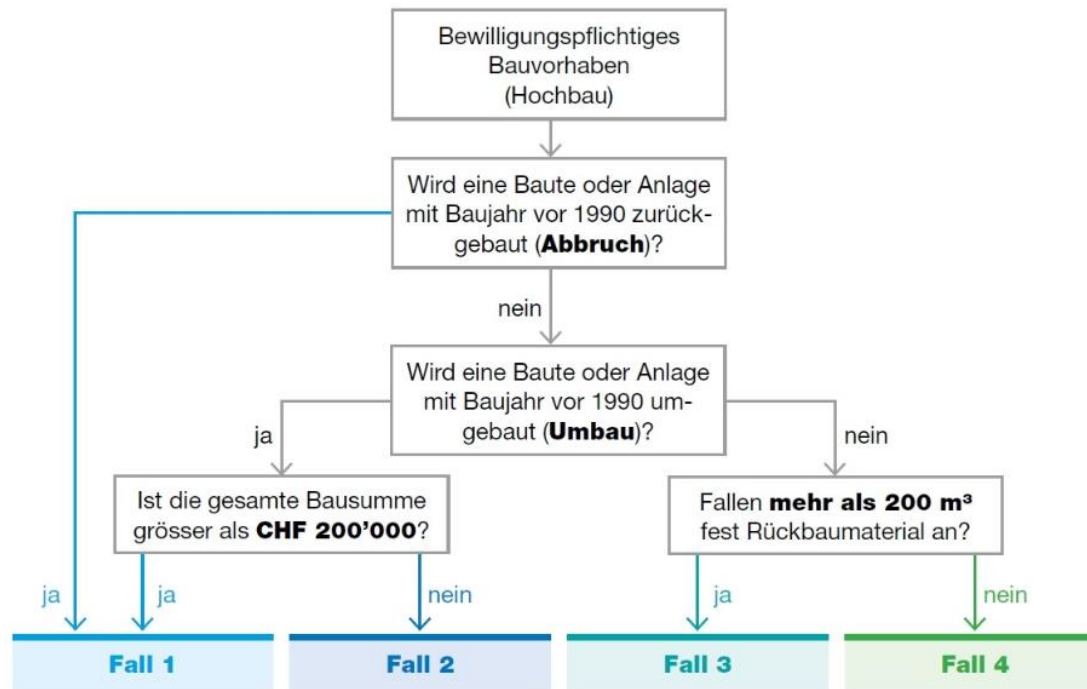 Bewilligungspflichtiges
Bauvorhaben
(Hochbau)
Wird eine Baute oder Anlage
mit Baujahr vor 1990 zurück-
gebaut (Abbruch)?
nein
Wird eine Baute oder Anlage
mit Baujahr vor 1990 um-
gebaut (Umbau)?
ja
nein
Ist die gesamte Bausumme
grösser als CHF 200’000?
Fallen mehr als 200 m³
fest Rückbaumaterial an?
ja
ja
nein
ja
nein
Fall 1
Fall 2
Fall 3
Fall 4